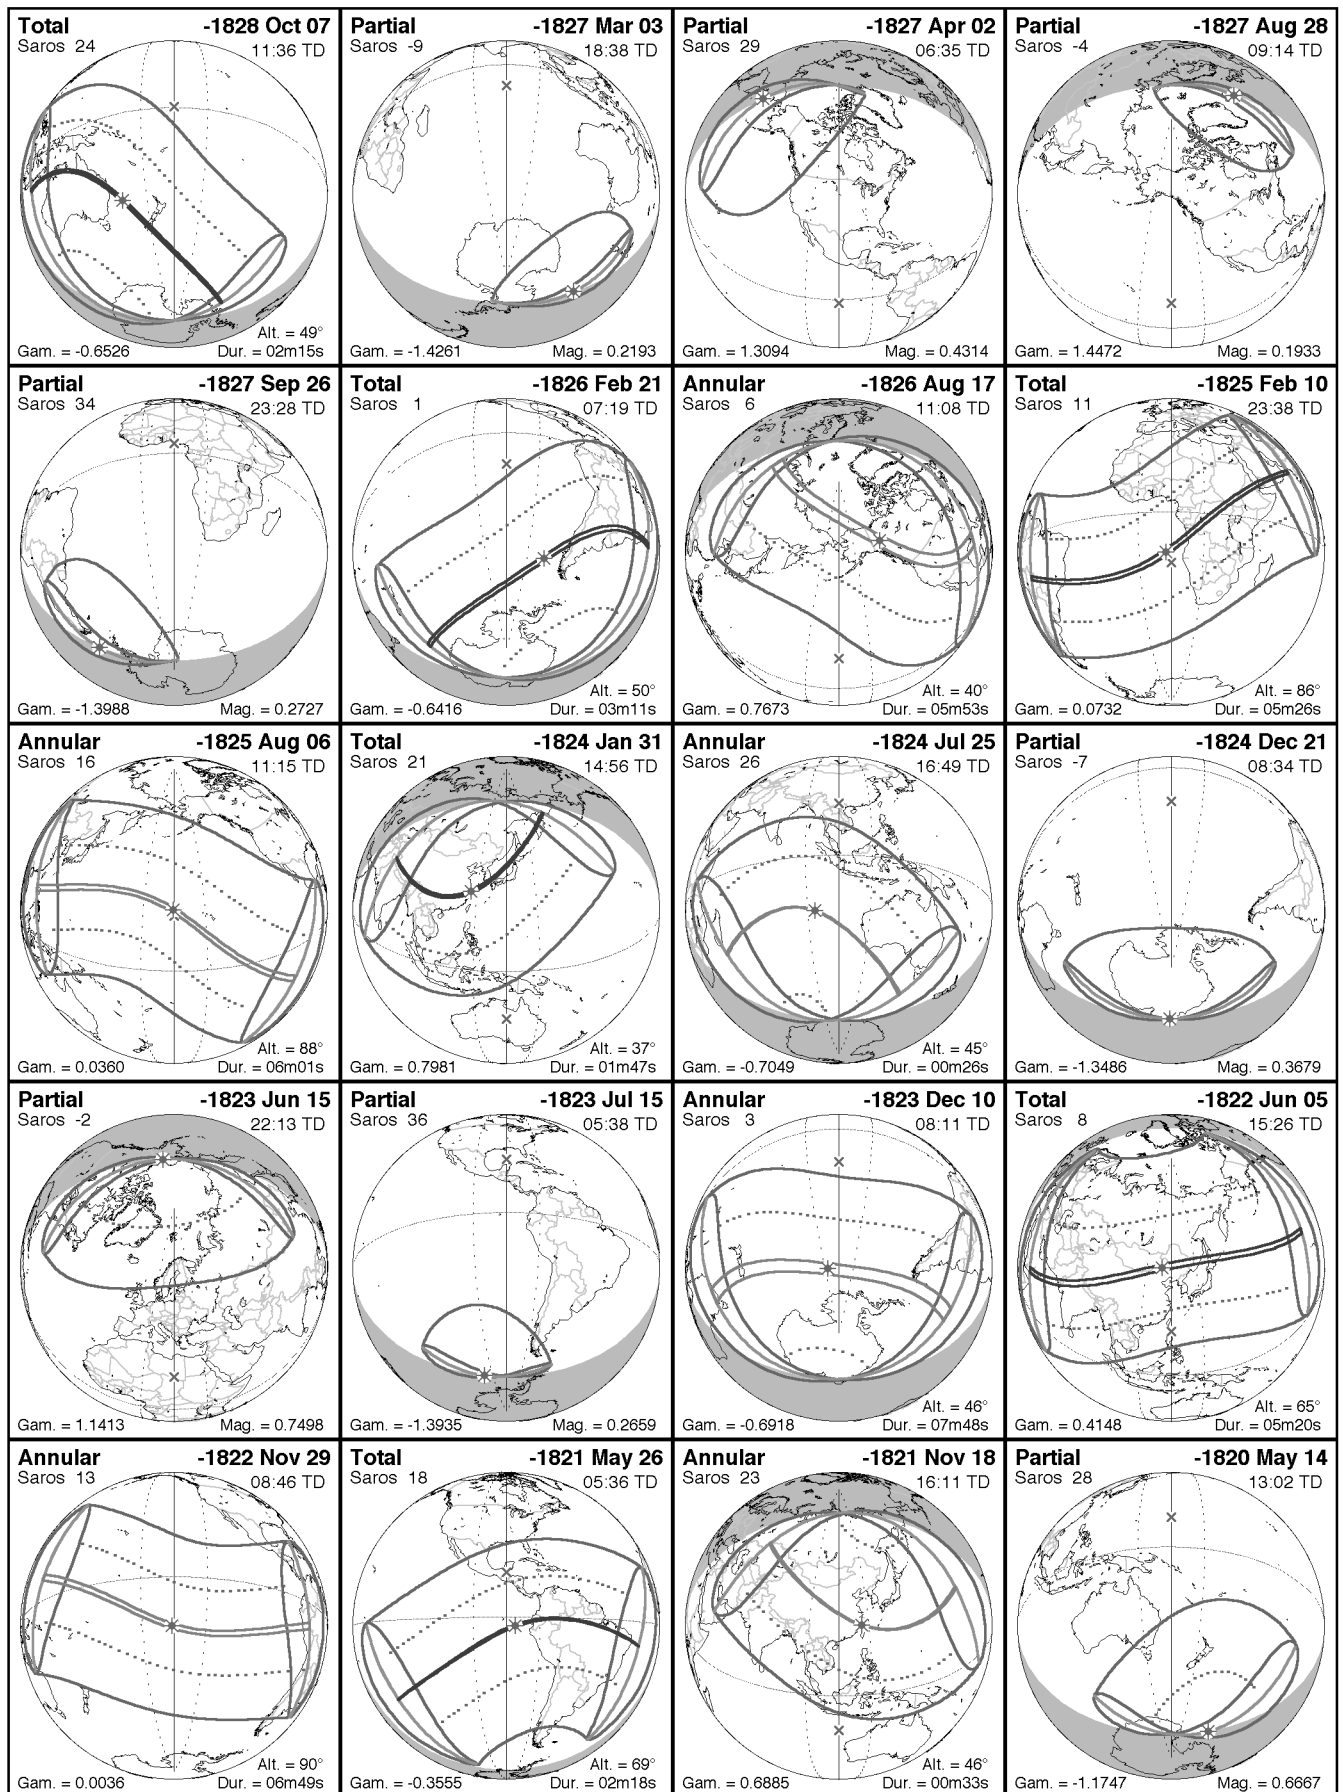 Total -1828 Oct 07
Saros 24 11:36 TD
Alt. = 49°
Gam. = -0.6526 Dur. = 02m15s
Partial -1827 Mar 03
Saros -9 18:38 TD
Gam. = -1.4261 Mag. = 0.2193
Partial -1827 Apr 02
Saros 29 06:35 TD
Gam. = 1.3094 Mag. = 0.4314
Partial -1827 Aug 28
Saros -4 09:14 TD
Gam. = 1.4472 Mag. = 0.1933
Partial -1827 Sep 26
Saros 34 23:28 TD
Gam. = -1.3988 Mag. = 0.2727
Total -1826 Feb 21
Saros 1 07:19 TD
Alt. = 50°
Gam. = -0.6416 Dur. = 03m11s
Annular -1826 Aug 17
Saros 6 11:08 TD
Alt. = 40°
Gam. = 0.7673 Dur. = 05m53s
Total -1825 Feb 10
Saros 11 23:38 TD
Alt. = 86°
Gam. = 0.0732 Dur. = 05m26s
Annular -1825 Aug 06
Saros 16 11:15 TD
Alt. = 88°
Gam. = 0.0360 Dur. = 06m01s
Total -1824 Jan 31
Saros 21 14:56 TD
Alt. = 37°
Gam. = 0.7981 Dur. = 01m47s
Annular -1824 Jul 25
Saros 26 16:49 TD
Alt. = 45°
Gam. = -0.7049 Dur. = 00m26s
Partial -1824 Dec 21
Saros -7 08:34 TD
Gam. = -1.3486 Mag. = 0.3679
Partial -1823 Jun 15
Saros -2 22:13 TD
Gam. = 1.1413 Mag. = 0.7498
Partial -1823 Jul 15
Saros 36 05:38 TD
Gam. = -1.3935 Mag. = 0.2659
Annular -1823 Dec 10
Saros 3 08:11 TD
Alt. = 46°
Gam. = -0.6918 Dur. = 07m48s
Total -1822 Jun 05
Saros 8 15:26 TD
Alt. = 65°
Gam. = 0.4148 Dur. = 05m20s
Annular -1822 Nov 29
Saros 13 08:46 TD
Alt. = 90°
Gam. = 0.0036 Dur. = 06m49s
Total -1821 May 26
Saros 18 05:36 TD
Alt. = 69°
Gam. = -0.3555 Dur. = 02m18s
Annular -1821 Nov 18
Saros 23 16:11 TD
Alt. = 46°
Gam. = 0.6885 Dur. = 00m33s
Partial -1820 May 14
Saros 28 13:02 TD
Gam. = -1.1747 Mag. = 0.6667